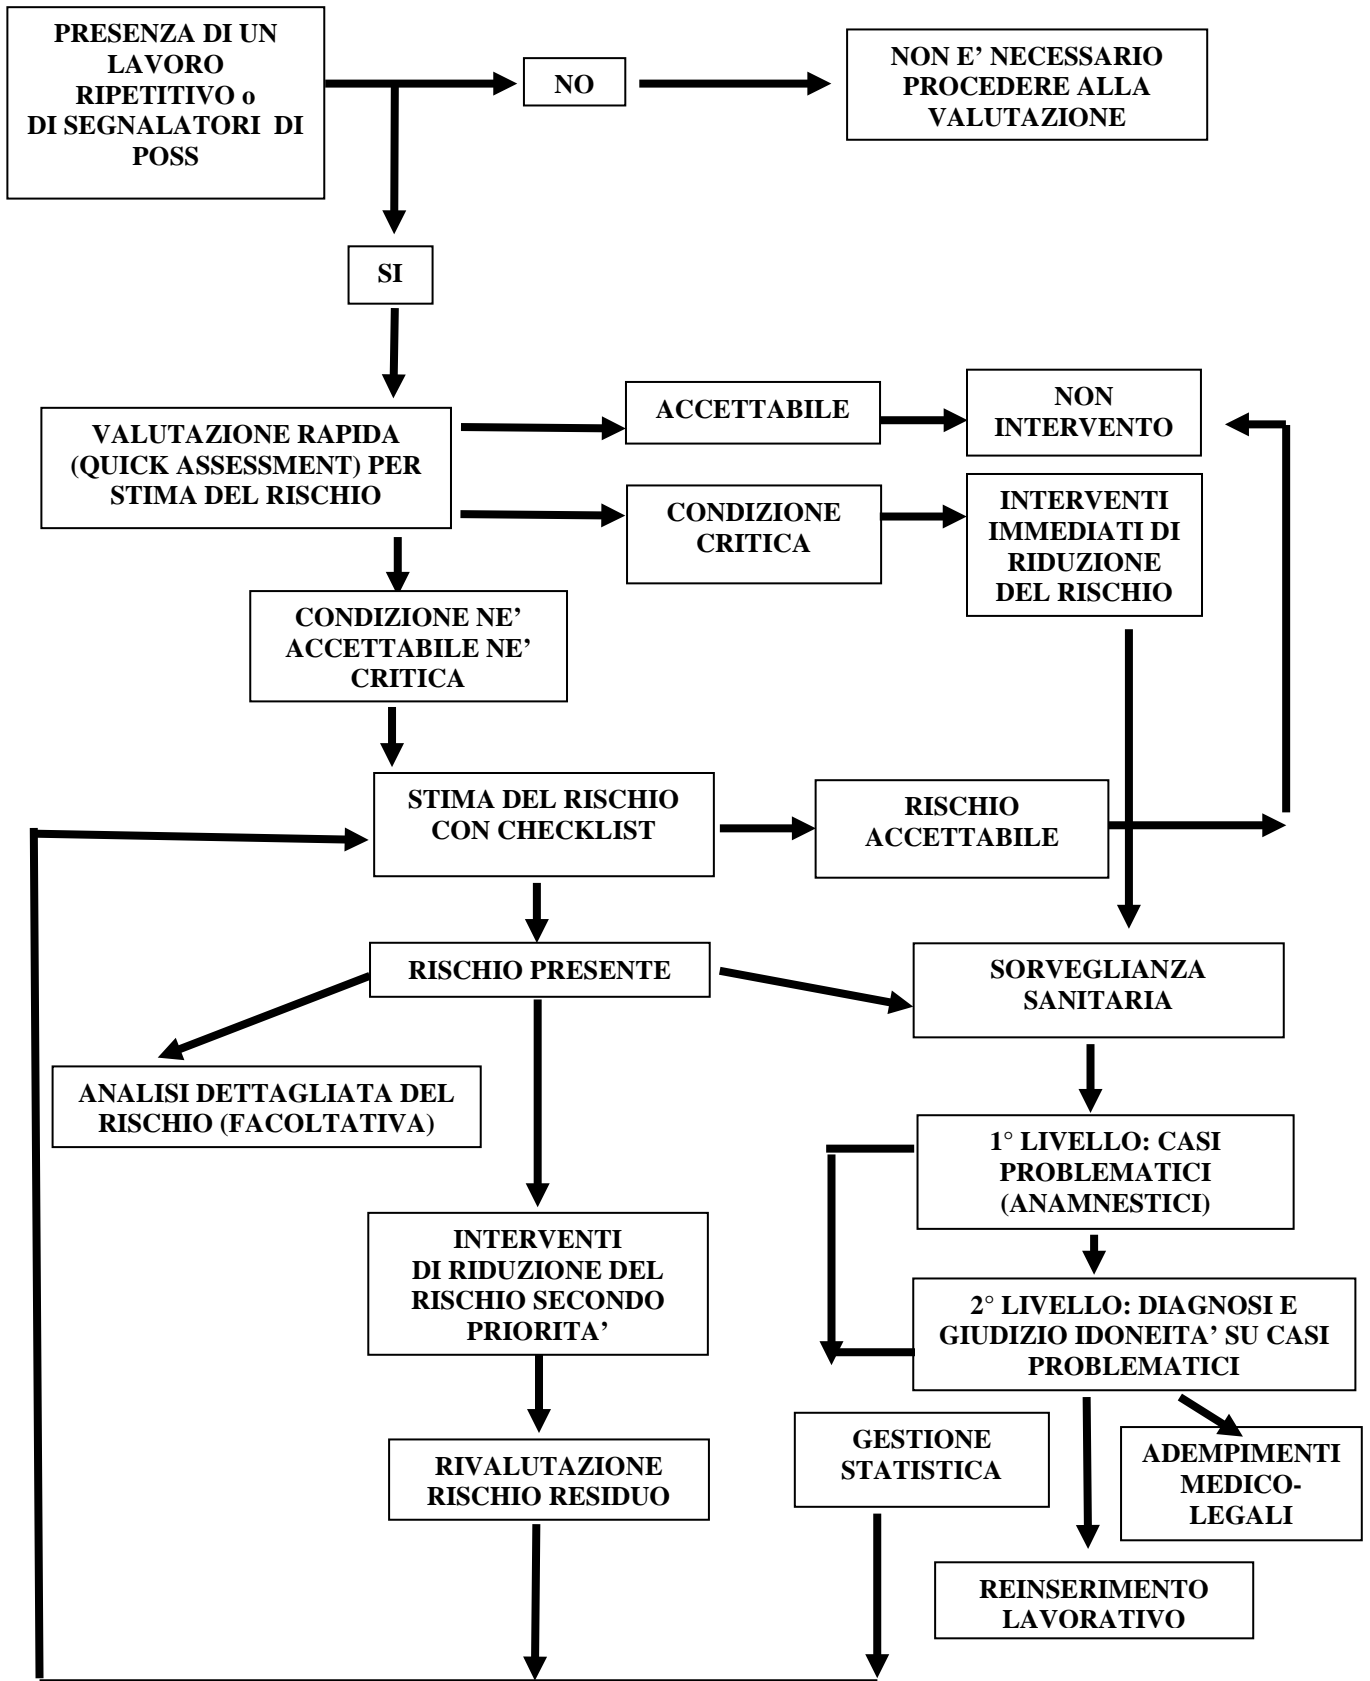 PRESENZA DI UN
LAVORO
RIPETITIVO o
DI SEGNALATORI DI
POSS
NO
NON E’ NECESSARIO
PROCEDERE ALLA
VALUTAZIONE
SI
VALUTAZIONE RAPIDA
(QUICK ASSESSMENT) PER
STIMA DEL RISCHIO
ACCETTABILE
NON
INTERVENTO
CONDIZIONE
CRITICA
INTERVENTI
IMMEDIATI DI
RIDUZIONE
DEL RISCHIO
CONDIZIONE NE’
ACCETTABILE NE’
CRITICA
STIMA DEL RISCHIO
CON CHECKLIST
RISCHIO
ACCETTABILE
RISCHIO PRESENTE
SORVEGLIANZA
SANITARIA
ANALISI DETTAGLIATA DEL
RISCHIO (FACOLTATIVA)
1° LIVELLO: CASI
PROBLEMATICI
(ANAMNESTICI)
INTERVENTI
DI RIDUZIONE DEL
RISCHIO SECONDO
PRIORITA’
2° LIVELLO: DIAGNOSI E
GIUDIZIO IDONEITA’ SU CASI
PROBLEMATICI
RIVALUTAZIONE
RISCHIO RESIDUO
GESTIONE
STATISTICA
ADEMPIMENTI
MEDICO-
LEGALI
REINSERIMENTO
LAVORATIVO